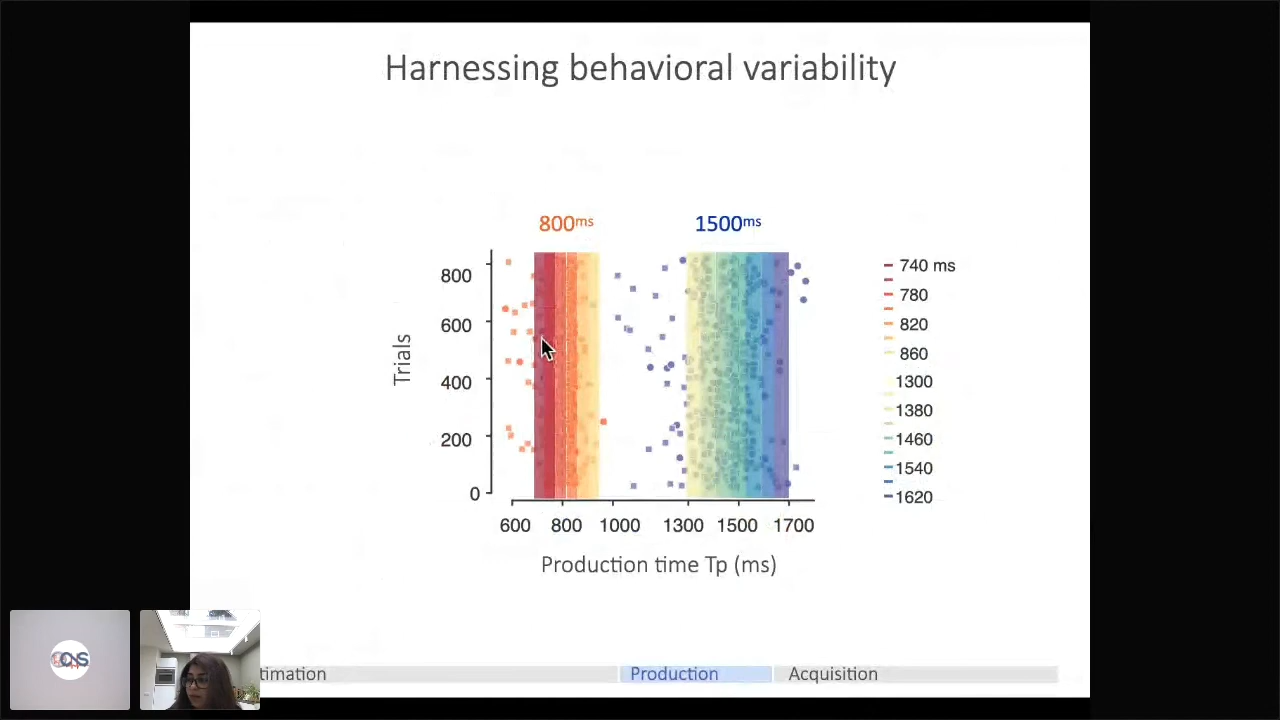 Harnessing behavioral variability
800ms
1500ms
Trials
800
600
400
200
0
600 800 1000 1300 1500 1700
Production time Tp (ms)
740 ms
780
820
860
1300
1380
1460
1540
1620
timation
Production
Acquisition